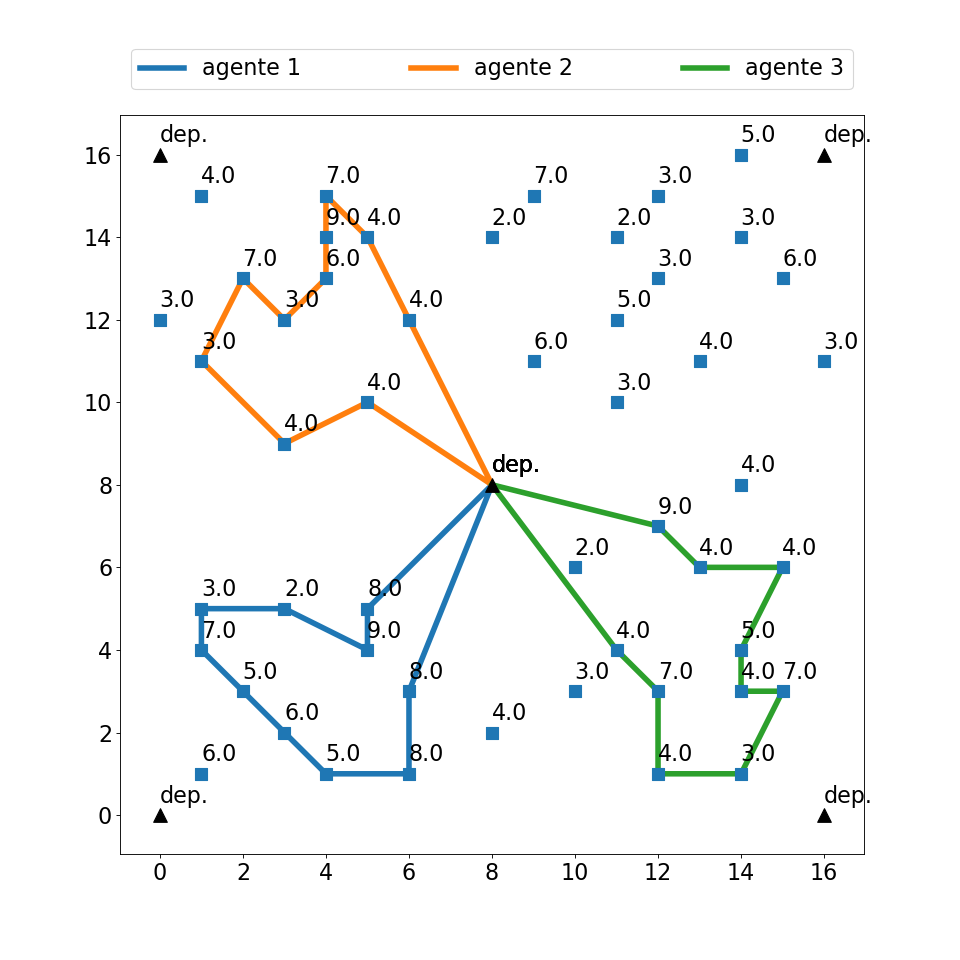 agente 1 agente 2 agente 3
dep. 5.0 dep.
16
4.0 7.0 7.0 3.0
9.0 4.0 2.0 2.0 3.0
14
7.0 6.0 3.0 6.0
3.0 3.0 4.0 5.0
12
3.0 6.0 4.0 3.0
4.0 3.0
10
4.0
dep. 4.0
8
9.0
2.0 4.0 4.0
6
3.0 2.0 8.0
7.0 9.0 4.0 5.0
4
5.0 8.0 3.0 7.0 4.0 7.0
6.0 4.0
2
6.0 5.0 8.0 4.0 3.0
dep. dep.
0
0 2 4 6 8 10 12 14 16